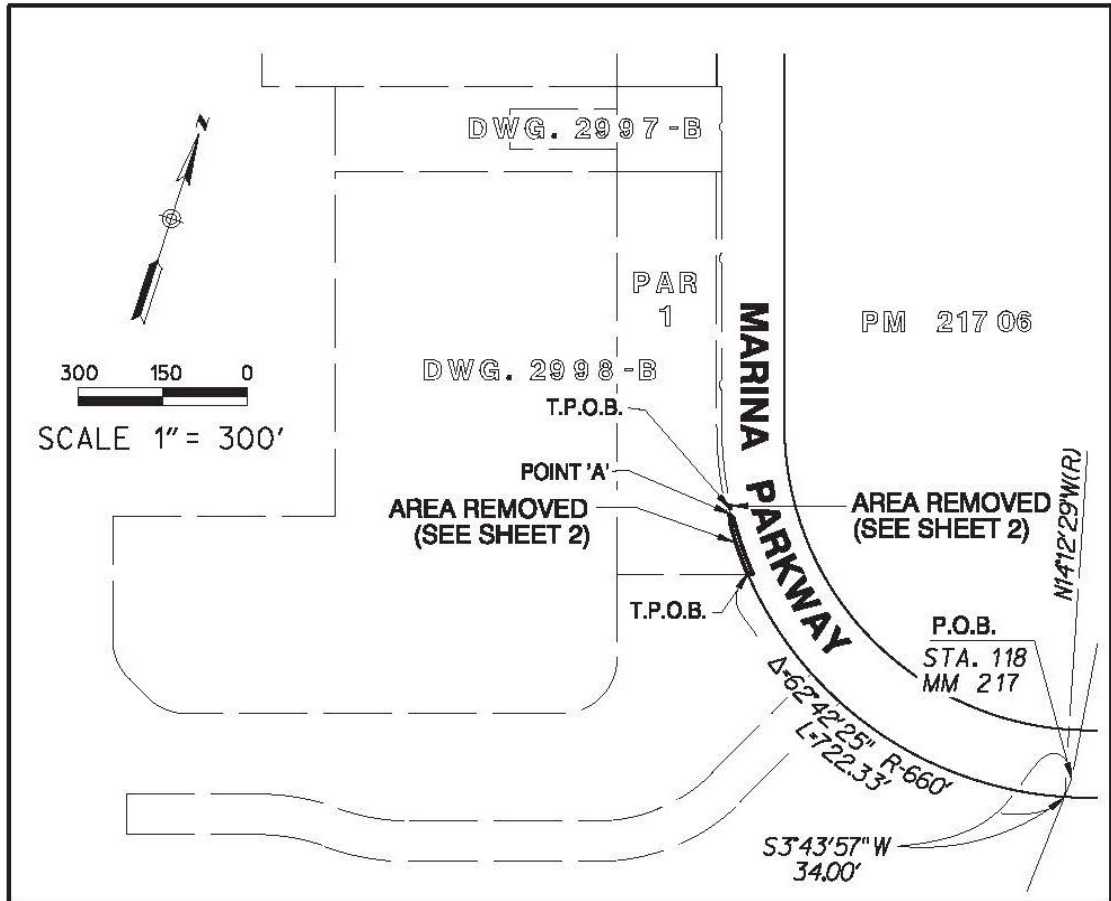 N
DWG. 2997-B
PAR
1
MARINA PARKWAY
PM 217 06
DWG. 2998-B
300 150 0
SCALE 1" = 300'
T.P.O.B.
POINT 'A'
AREA REMOVED
(SEE SHEET 2)
AREA REMOVED
(SEE SHEET 2)
N14°12'29"W(R)
T.P.O.B.
P.O.B.
STA. 118
MM 217
Δ=62°42'25" R=660'
L=722.33'
S3°43'57"W
34.00'